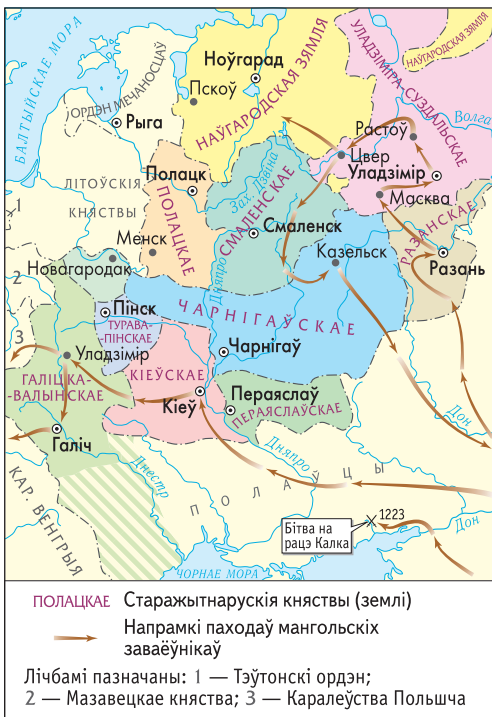 БАЛТЫЙСКАЕ МОРА
ОРДЭН МЕЧАНОСЦАЎ
Рыга
Ноўгарад
Пскоў
НАЎГАРОДСКАЯ ЗЯМЛЯ
УЛАДЗІМІРА-СУЗДАЛЬСКАЕ
НАЎГАРОДСКАЯ ЗЯМЛЯ
Волга
Растоў
Цвер
Уладзімір
Масква
Полацк
ПОЛАЦКАЕ
Зах. Дзвіна
СМАЛЕНСКАЕ
Смаленск
ЛІТОЎСКІЯ
КНЯСТВЫ
1
Менск
Новагародак
Казельск
РАЗАНСКАЕ
Разань
2
Дняпро
Пінск
ТУРАВА-
-ПІНСКАЕ
ЧАРНІГАЎСКАЕ
3
Уладзімір
Чарнігаў
ГАЛІЦКА-
-ВАЛЫНСКАЕ
КІЕЎСКАЕ
Кіеў
Пераяслаў
ПЕРАЯСЛАЎСКАЕ
Дон
Галіч
Дняпро
Днестр
ПОЛАЎЦЫ
КАР. ВЕНГРЫЯ
1223
Бітва на
рацэ Калка
Дон
ЧОРНАЕ МОРА
ПОЛАЦКАЕ Старажытнарускія княствы (землі)
Напрамкі паходаў мангольскіх
заваёўнікаў
Лічбамі пазначаны: 1 — Тэўтонскі ордэн;
2 — Мазавецкае княства; 3 — Каралеўства Польшча